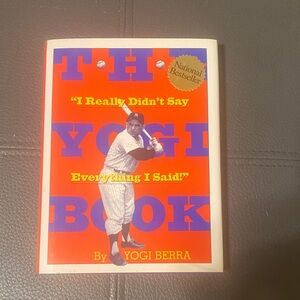 THE
National
Bestseller
"I Really Didn't Say
YOGI
Everything I Said!"
BOOK
By YOGI BERRA